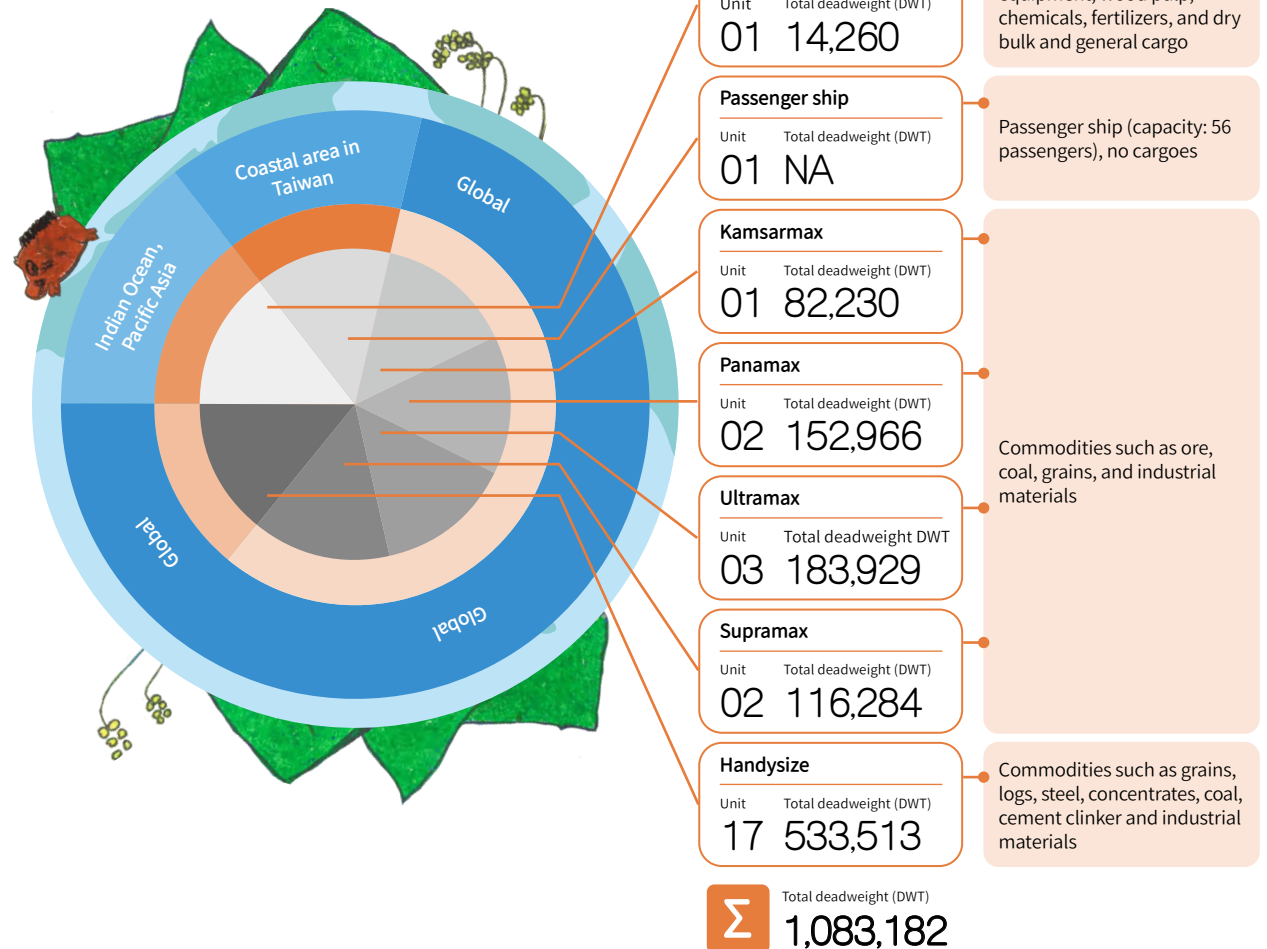 Unit Total deadweight (DWT)
01 14,260
chemicals, fertilizers, and dry
bulk and general cargo
Passenger ship
Unit Total deadweight (DWT)
01 NA
Passenger ship (capacity: 56
passengers), no cargoes
Kamsarmax
Unit Total deadweight (DWT)
01 82,230
Panamax
Unit Total deadweight (DWT)
02 152,966
Ultramax
Unit Total deadweight DWT
03 183,929
Supramax
Unit Total deadweight (DWT)
02 116,284
Commodities such as ore,
coal, grains, and industrial
materials
Handysize
Unit Total deadweight (DWT)
17 533,513
Commodities such as grains,
logs, steel, concentrates, coal,
cement clinker and industrial
materials
Σ Total deadweight (DWT)
1,083,182
Coastal area in
Taiwan
Global
Indian Ocean,
Pacific Asia
Global
Global